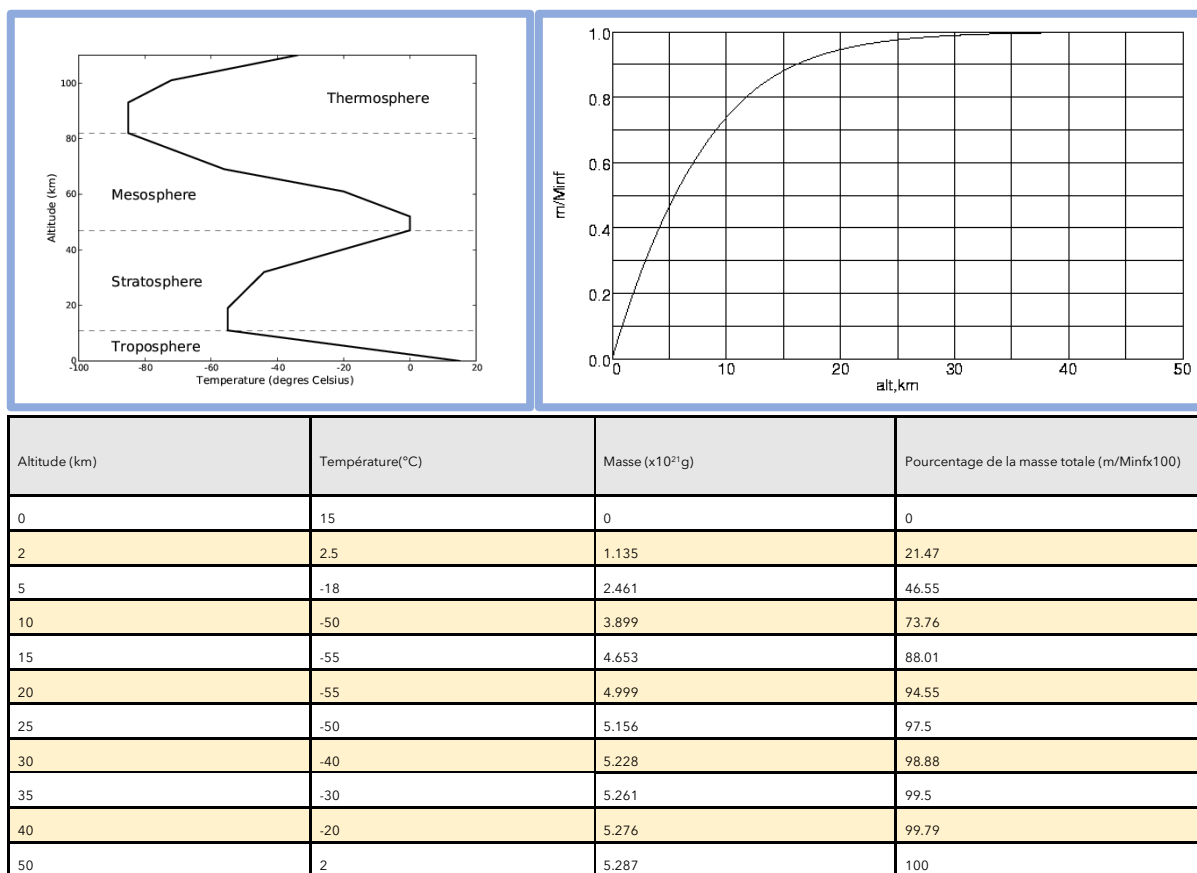 100
80
60
40
20
0
Altitude (km)
Thermosphere
Mesosphere
Stratosphere
Troposphere
-100 -80 -60 -40 -20 0 20
Temperature (degres Celsius)
1.0
0.8
0.6
0.4
0.2
0.0
m/Minf
0 10 20 30 40 50
alt,km
Altitude (km) Température(°C) Masse (x10²¹g) Pourcentage de la masse totale (m/Minfx100)
0 15 0 0
2 2.5 1.135 21.47
5 -18 2.461 46.55
10 -50 3.899 73.76
15 -55 4.653 88.01
20 -55 4.999 94.55
25 -50 5.156 97.5
30 -40 5.228 98.88
35 -30 5.261 99.5
40 -20 5.276 99.79
50 2 5.287 100